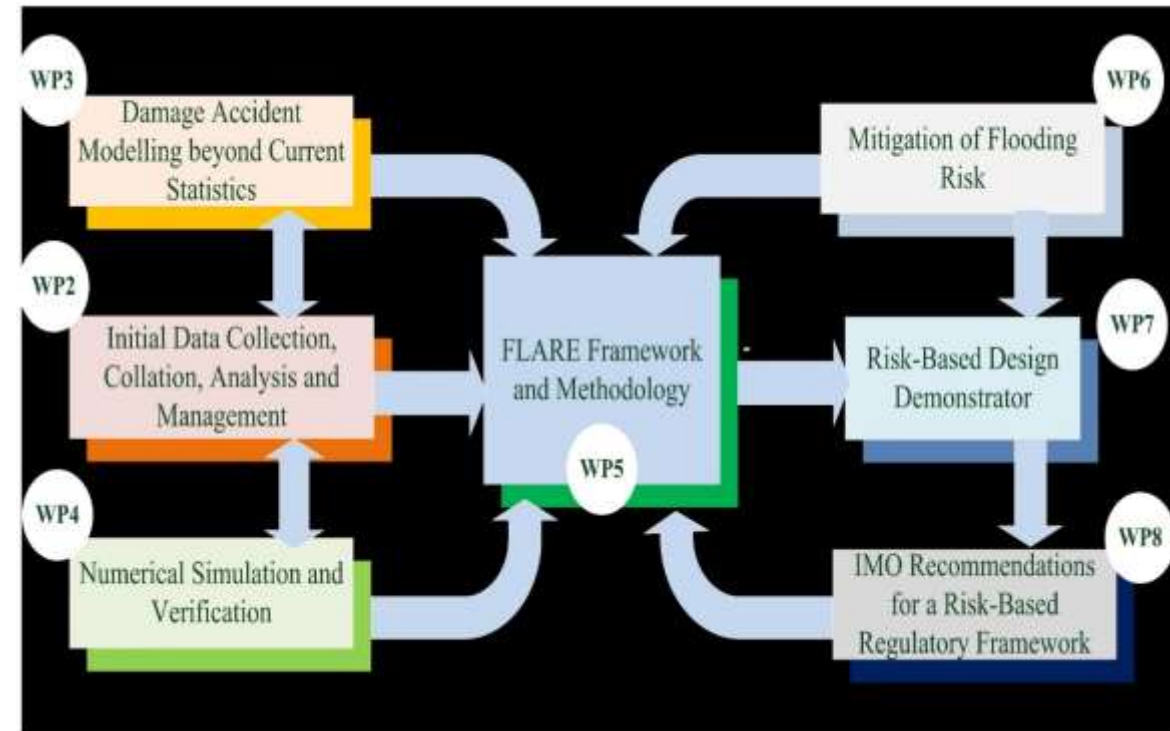 WP3
Damage Accident
Modelling beyond Current
Statistics
WP2
Initial Data Collection,
Collation, Analysis and
Management
WP4
Numerical Simulation and
Verification
FLARE Framework
and Methodology
WP5
WP6
Mitigation of Flooding
Risk
WP7
Risk-Based Design
Demonstrator
WP8
IMO Recommendations
for a Risk-Based
Regulatory Framework